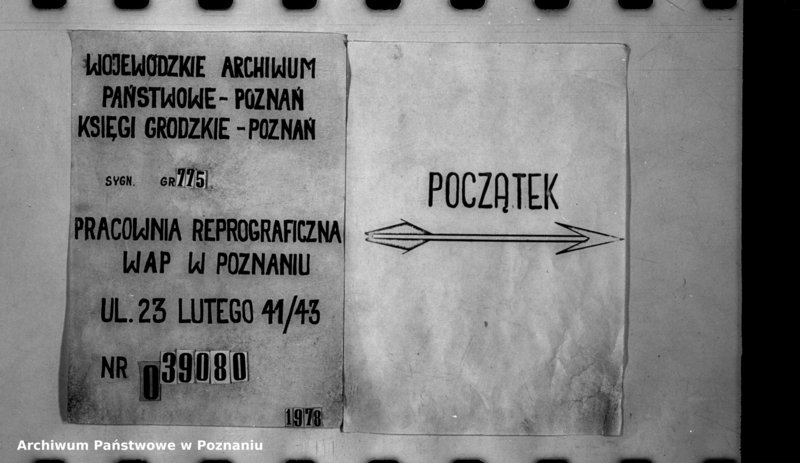 WOJEWÓDZKIE ARCHIWUM
PAŃSTWOWE - POZNAŃ
KSIĘGI GRODZKIE - POZNAŃ
SYGN. GR 775
PRACOWNIA REPROGRAFICZNA
WAP W POZNANIU
UL. 23 LUTEGO 41/43
NR 039080
1978
POCZĄTEK
Archiwum Państwowe w Poznaniu